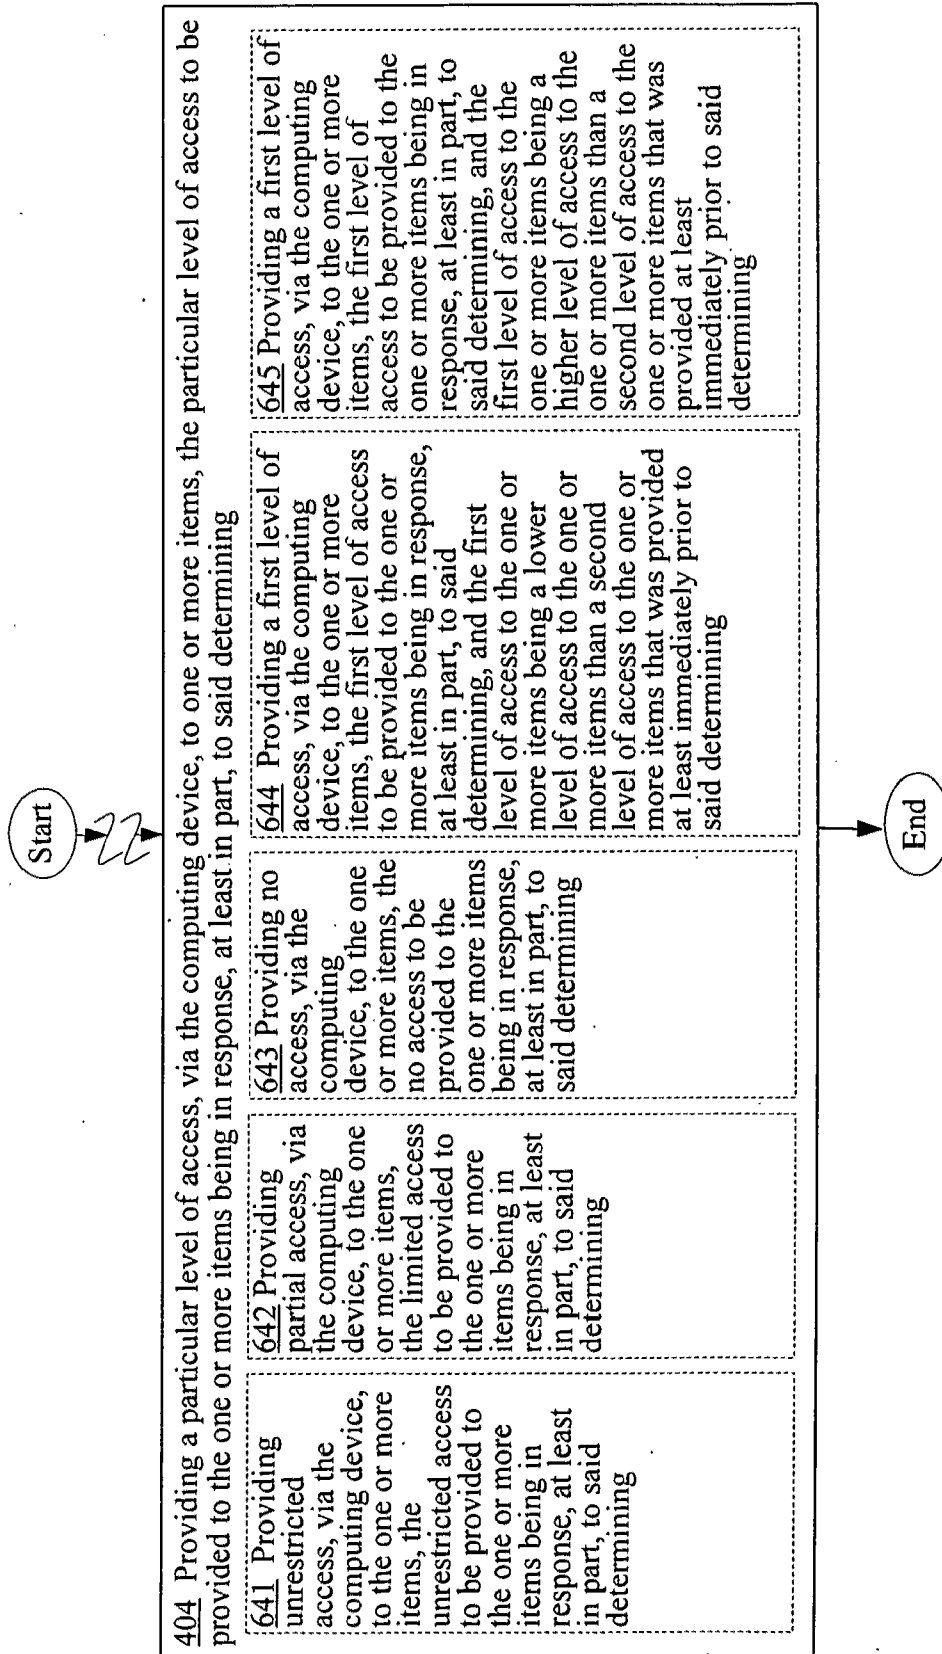 Start
404 Providing a particular level of access, via the computing device, to one or more items, the particular level of access to be
provided to the one or more items being in response, at least in part, to said determining
641 Providing
unrestricted
access, via the
computing device,
to the one or more
items, the
unrestricted access
to be provided to
the one or more
items being in
response, at least
in part, to said
determining
642 Providing
partial access, via
the computing
device, to the one
or more items,
the limited access
to be provided to
the one or more
items being in
response, at least
in part, to said
determining
643 Providing no
access, via the
computing
device, to the one
or more items, the
no access to be
provided to the
one or more items
being in response,
at least in part, to
said determining
644 Providing a first level of
access, via the computing
device, to the one or more
items, the first level of access
to be provided to the one or
more items being in response,
at least in part, to said
determining, and the first
level of access to the one or
more items being a lower
level of access to the one or
more items than a second
level of access to the one or
more items that was provided
at least immediately prior to
said determining
645 Providing a first level of
access, via the computing
device, to the one or more
items, the first level of
access to be provided to the
one or more items being in
response, at least in part, to
said determining, and the
first level of access to the
one or more items being a
higher level of access to the
one or more items than a
second level of access to the
one or more items that was
provided at least
immediately prior to said
determining
End